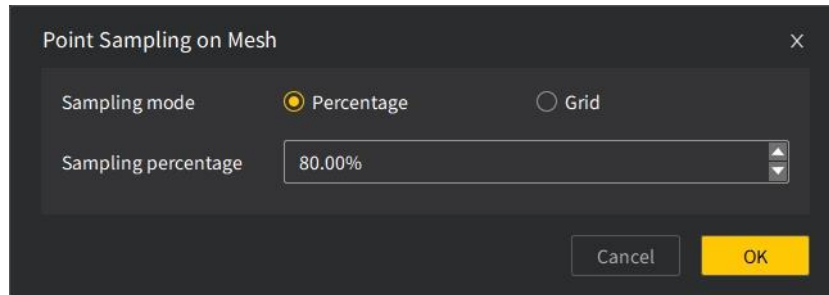 Point Sampling on Mesh
Sampling mode Percentage Grid
Sampling percentage 80.00%
Cancel OK